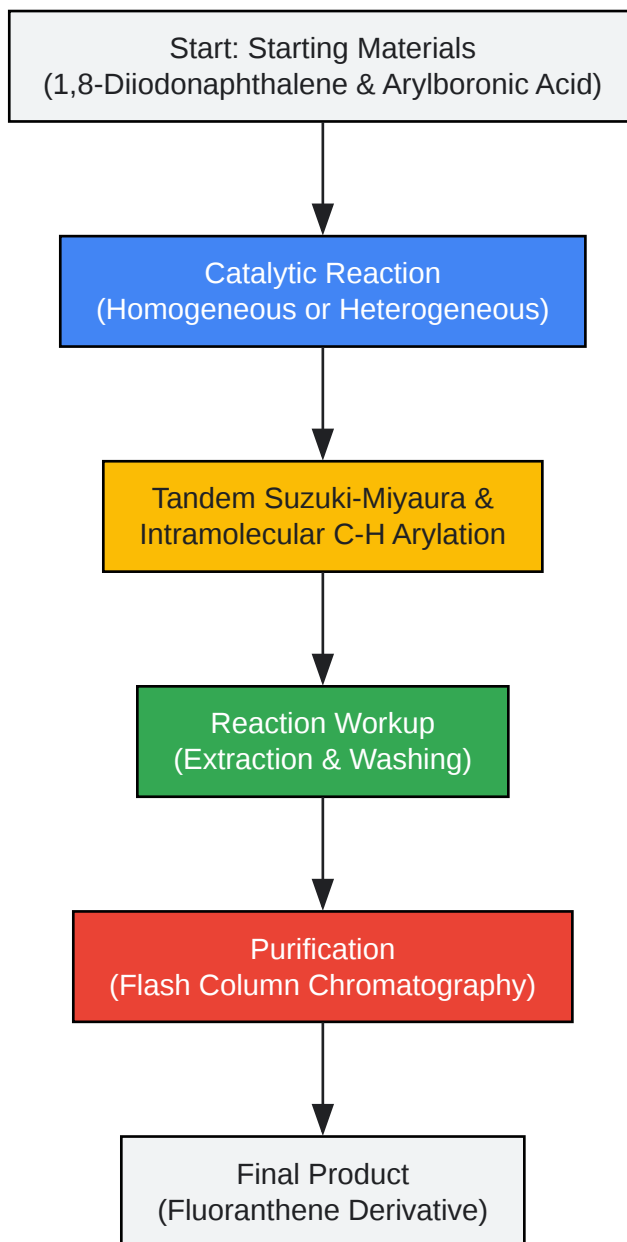 Start: Starting Materials
(1,8-Diiodonaphthalene & Arylboronic Acid)
Catalytic Reaction
(Homogeneous or Heterogeneous)
Tandem Suzuki-Miyaura &
Intramolecular C-H Arylation
Reaction Workup
(Extraction & Washing)
Purification
(Flash Column Chromatography)
Final Product
(Fluoranthene Derivative)